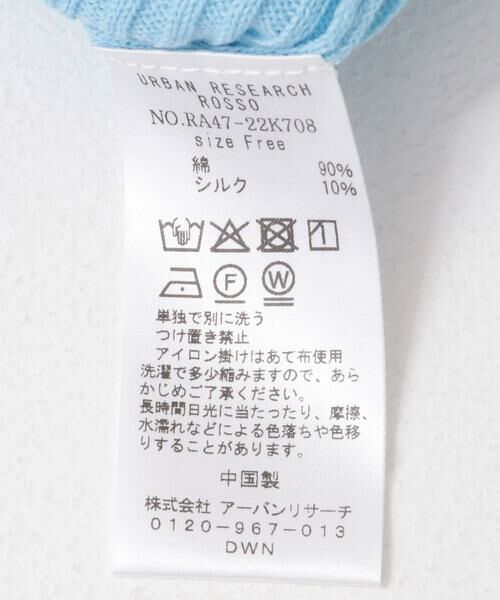 URBAN RESEARCH
ROSSO
NO.RA47-22K708
size Free
綿 90%
シルク 10%
F W
単独で別に洗う
つけ置き禁止
アイロン掛けはあて布使用
洗濯で多少縮みますので、あら
かじめご了承ください。
長時間日光に当たったり、摩擦、
水濡れなどによる色落ちや色移
りすることがあります。
中国製
株式会社 アーバンリサーチ
0120-967-013
DWN